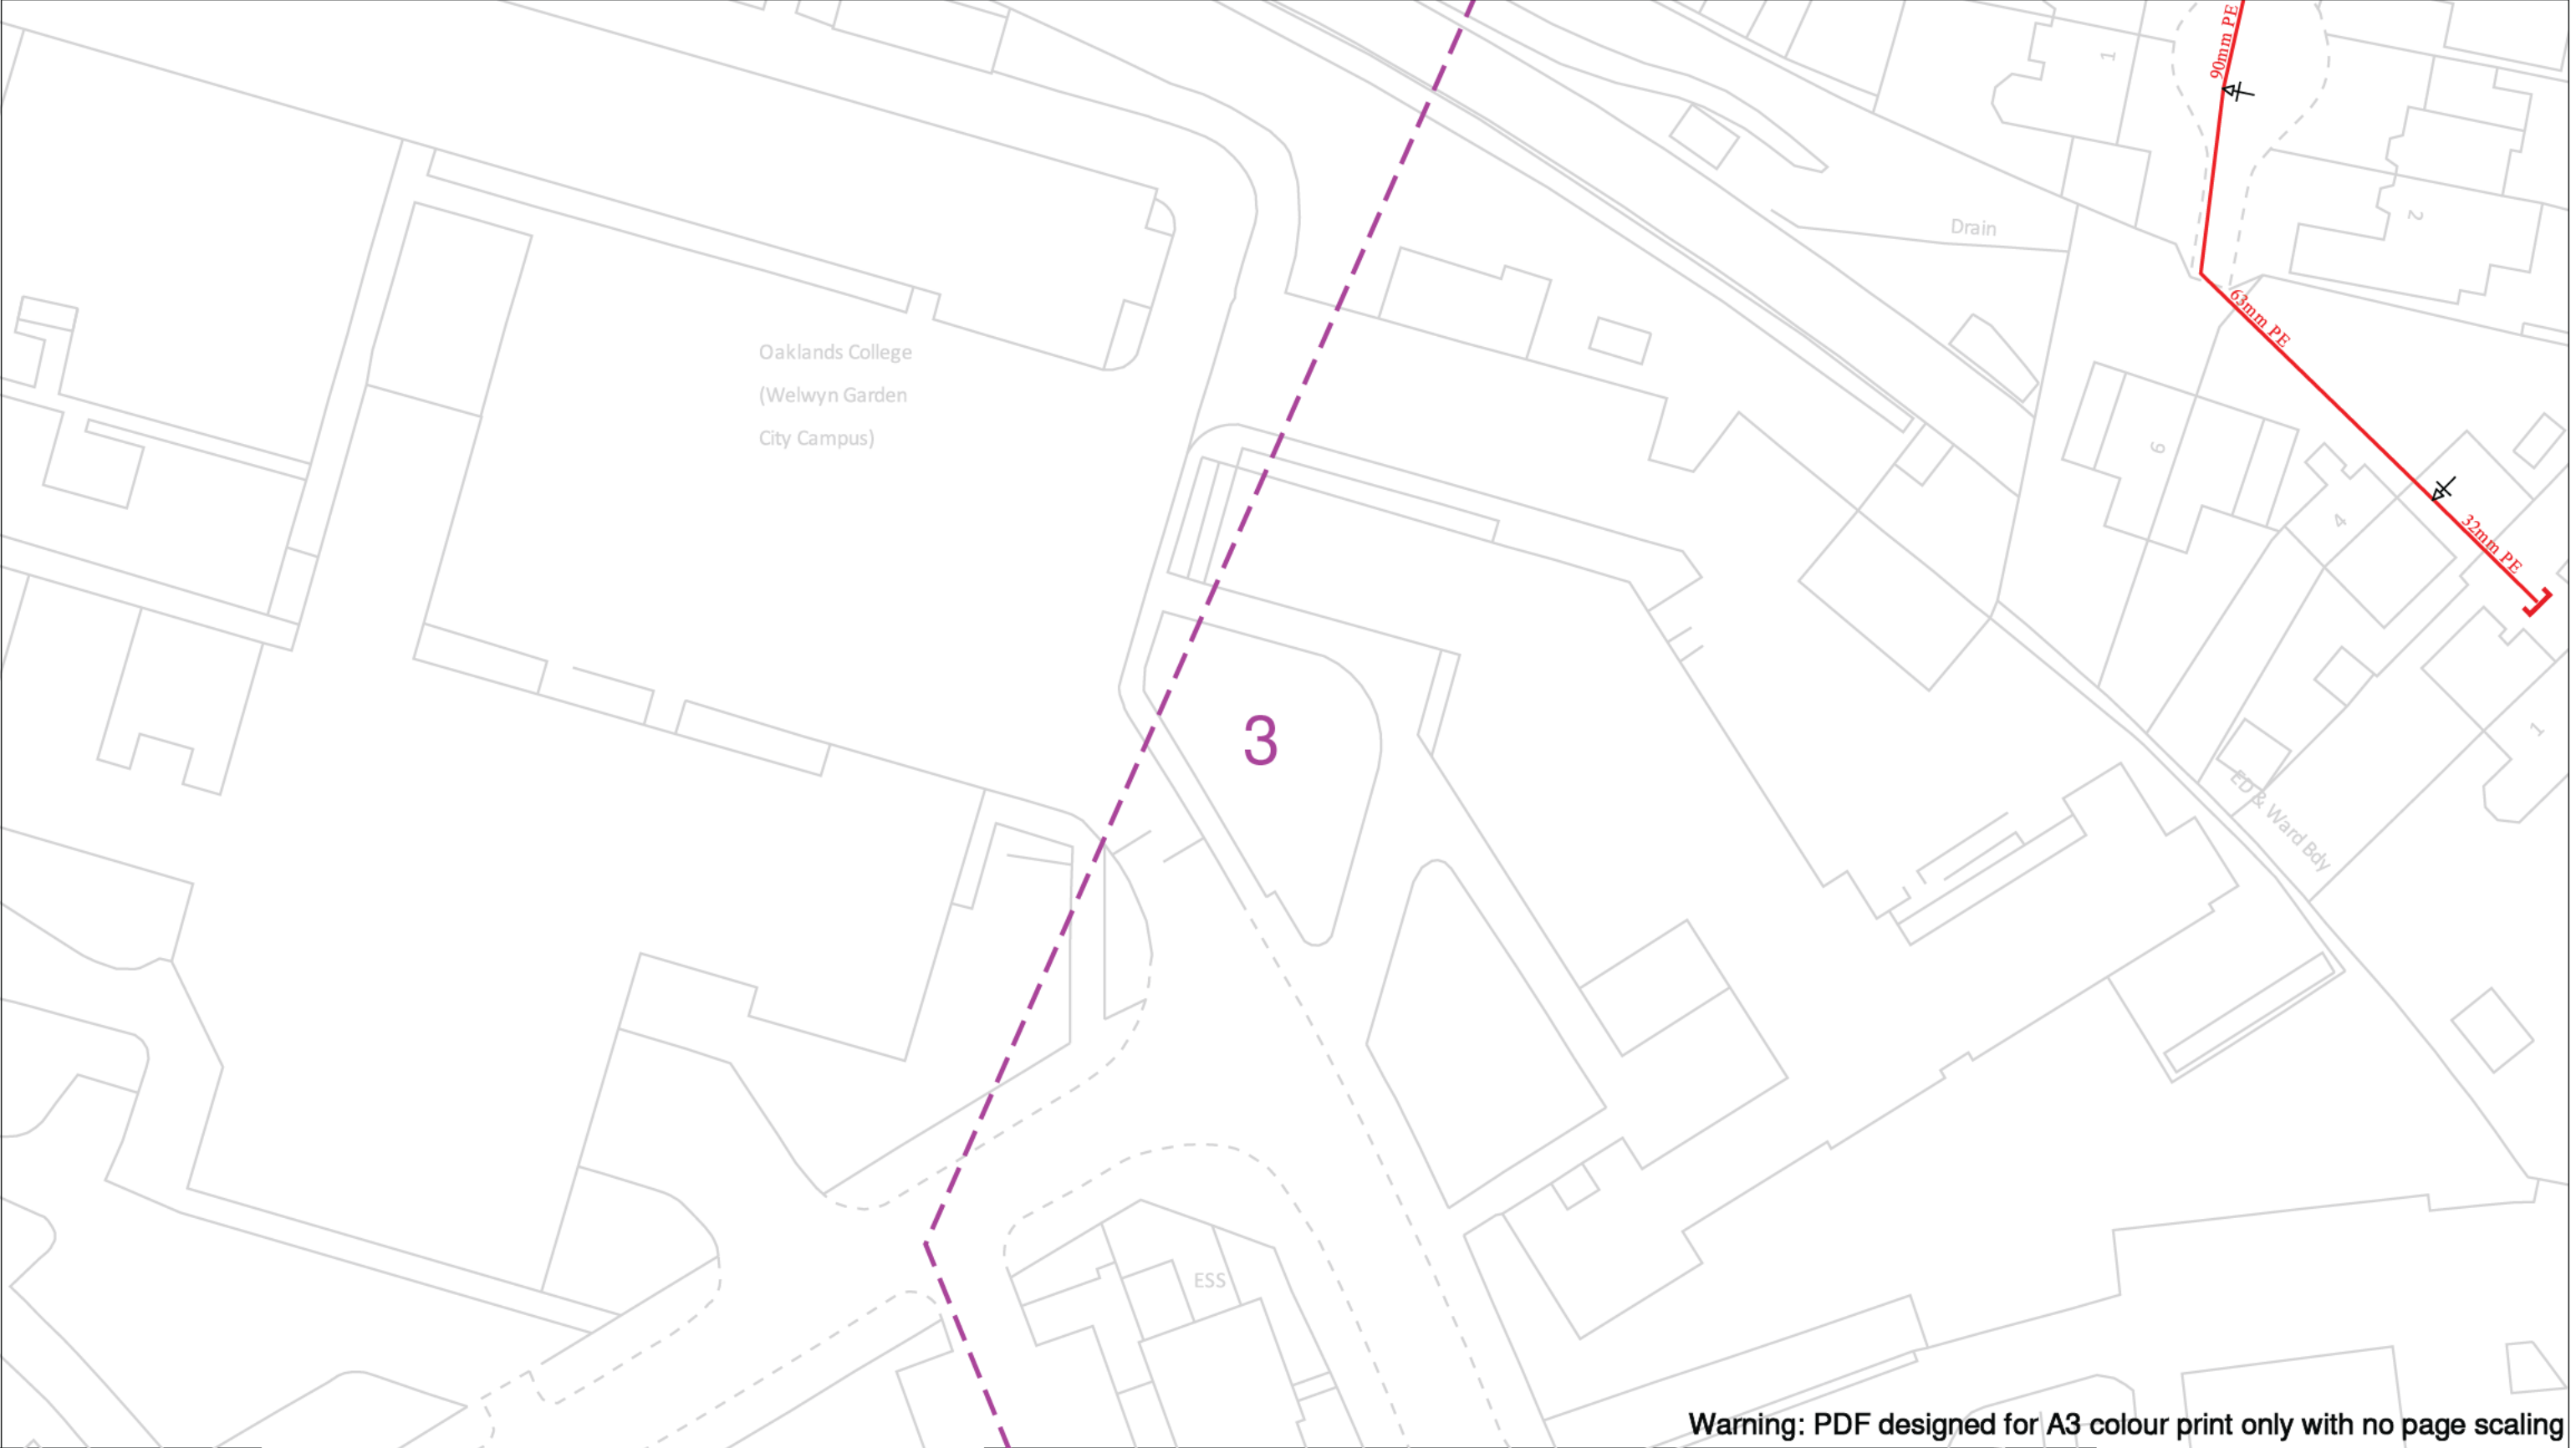 90mm PE
1
2
Drain
63mm PE
Oaklands College
(Welwyn Garden
City Campus)
6
4
32mm PE
3
1
ED & Ward Bdy
ESS
Warning: PDF designed for A3 colour print only with no page scaling